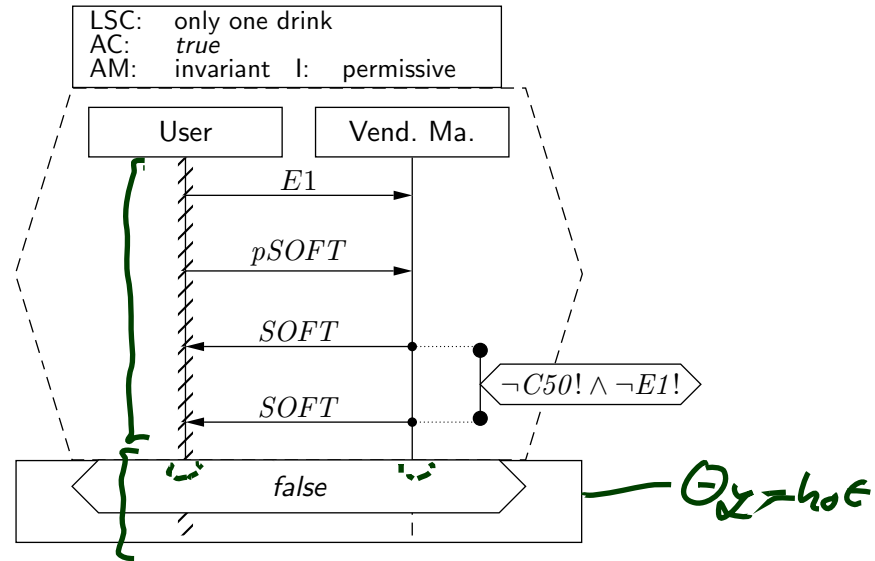 LSC: only one drink
AC: true
AM: invariant I: permissive
User
Vend. Ma.
E1
pSOFT
SOFT
¬C50! ∧ ¬E1!
SOFT
false